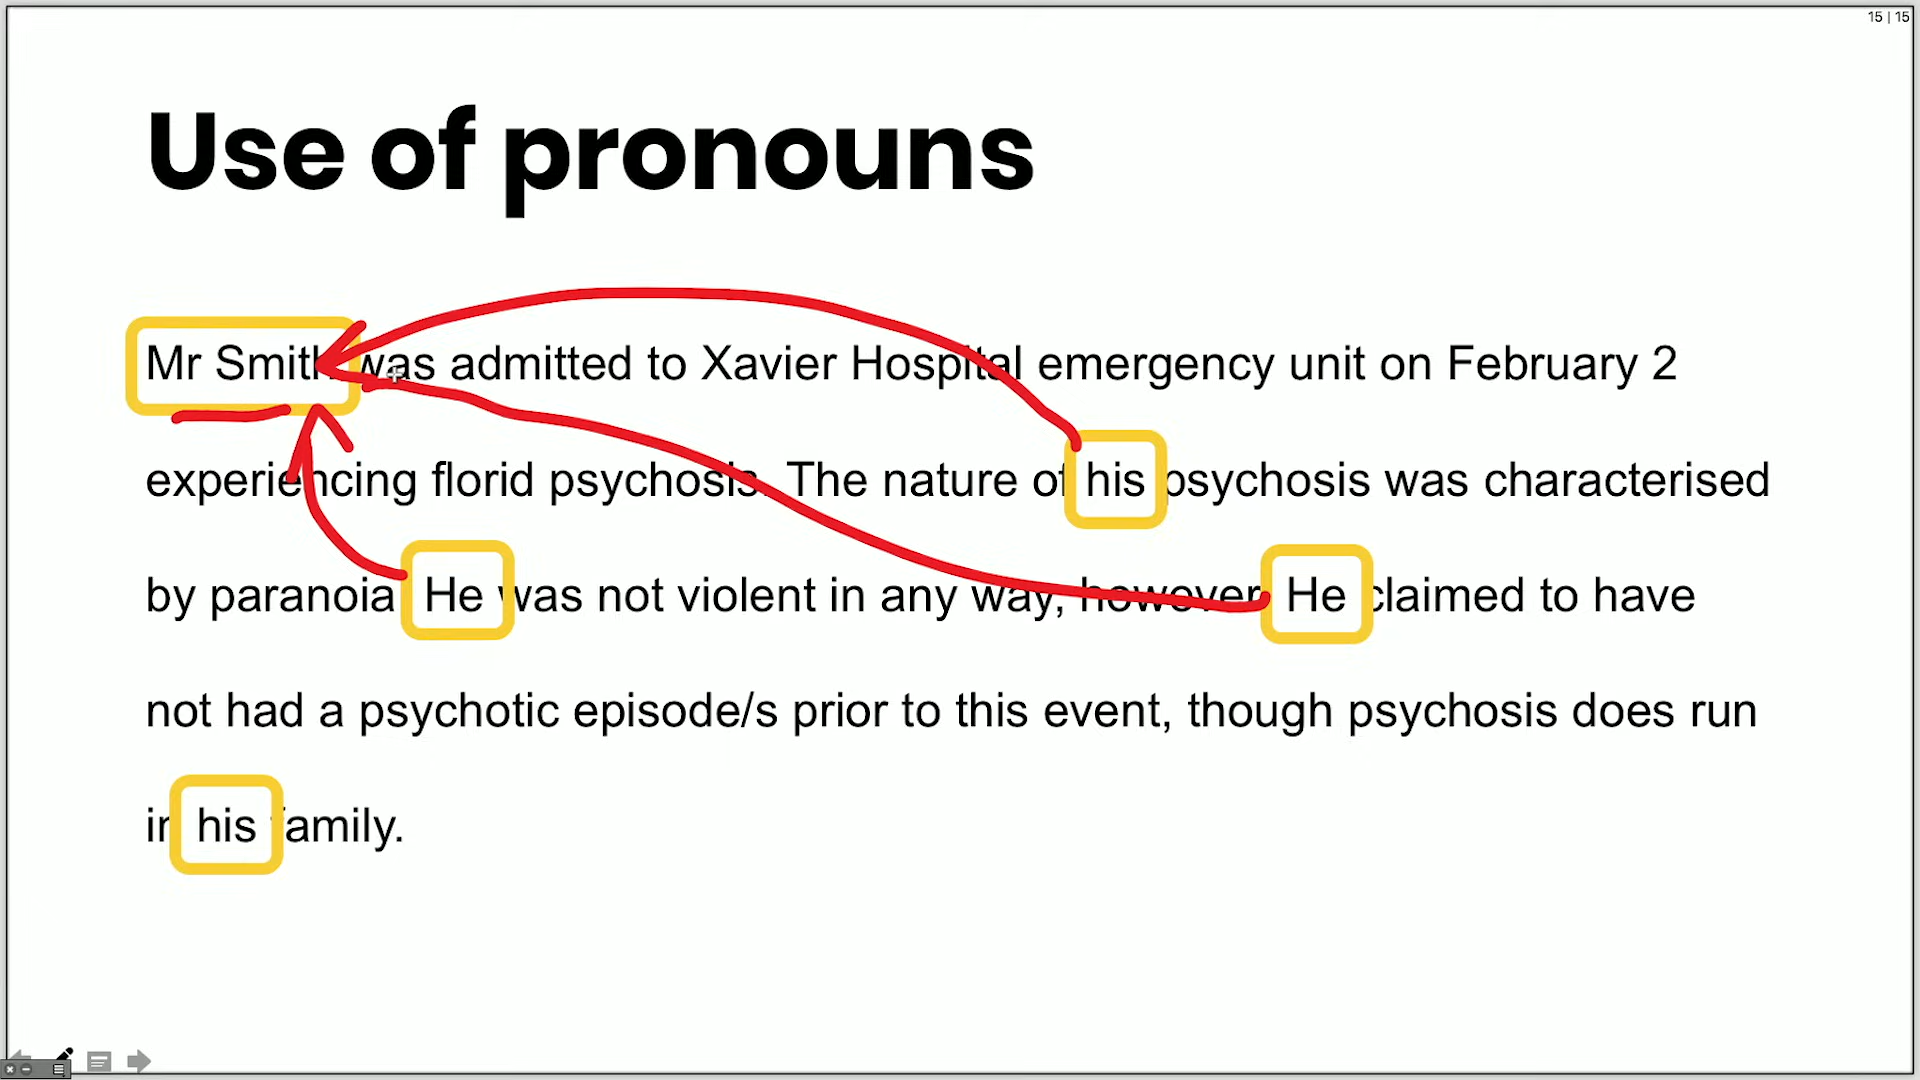 15 | 15
Use of pronouns
Mr Smith was admitted to Xavier Hospital emergency unit on February 2
experiencing florid psychosis. The nature of his psychosis was characterised
by paranoia He was not violent in any way, however He claimed to have
not had a psychotic episode/s prior to this event, though psychosis does run
in his family.